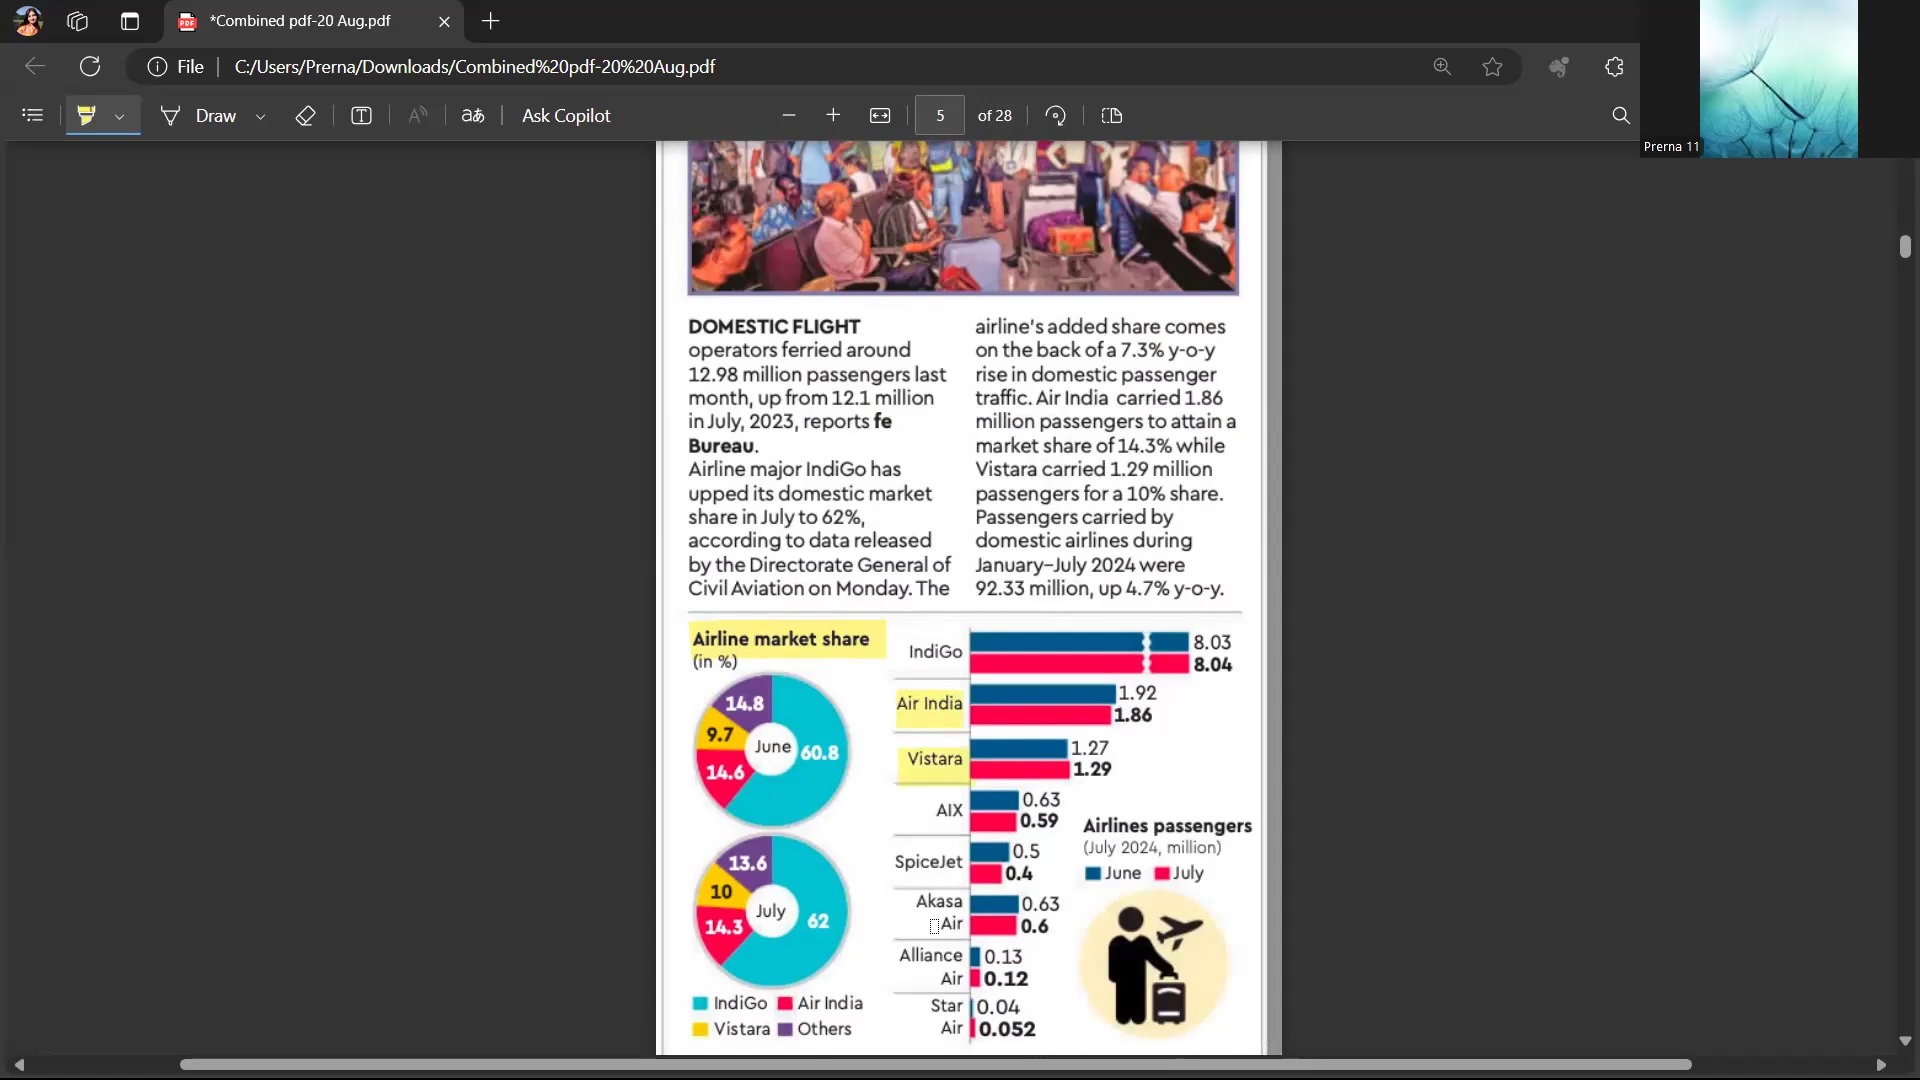 *Combined pdf-20 Aug.pdf
File
C:/Users/Prerna/Downloads/Combined%20pdf-20%20Aug.pdf
Draw
Ask Copilot
5
of 28
Prerna 11
DOMESTIC FLIGHT
operators ferried around
12.98 million passengers last
month, up from 12.1 million
in July, 2023, reports fe
Bureau.
Airline major IndiGo has
upped its domestic market
share in July to 62%,
according to data released
by the Directorate General of
Civil Aviation on Monday. The
airline's added share comes
on the back of a 7.3% y-o-y
rise in domestic passenger
traffic. Air India carried 1.86
million passengers to attain a
market share of 14.3% while
Vistara carried 1.29 million
passengers for a 10% share.
Passengers carried by
domestic airlines during
January–July 2024 were
92.33 million, up 4.7% y-o-y.
Airline market share
(in %)
14.8
9.7
June
60.8
14.6
13.6
10
July
62
14.3
IndiGo Air India
Vistara Others
IndiGo
8.03
8.04
Air India
1.92
1.86
Vistara
1.27
1.29
AIX
0.63
0.59
SpiceJet
0.5
0.4
Akasa
Air
0.63
0.6
Alliance
Air
0.13
0.12
Star
Air
0.04
0.052
Airlines passengers
(July 2024, million)
June July